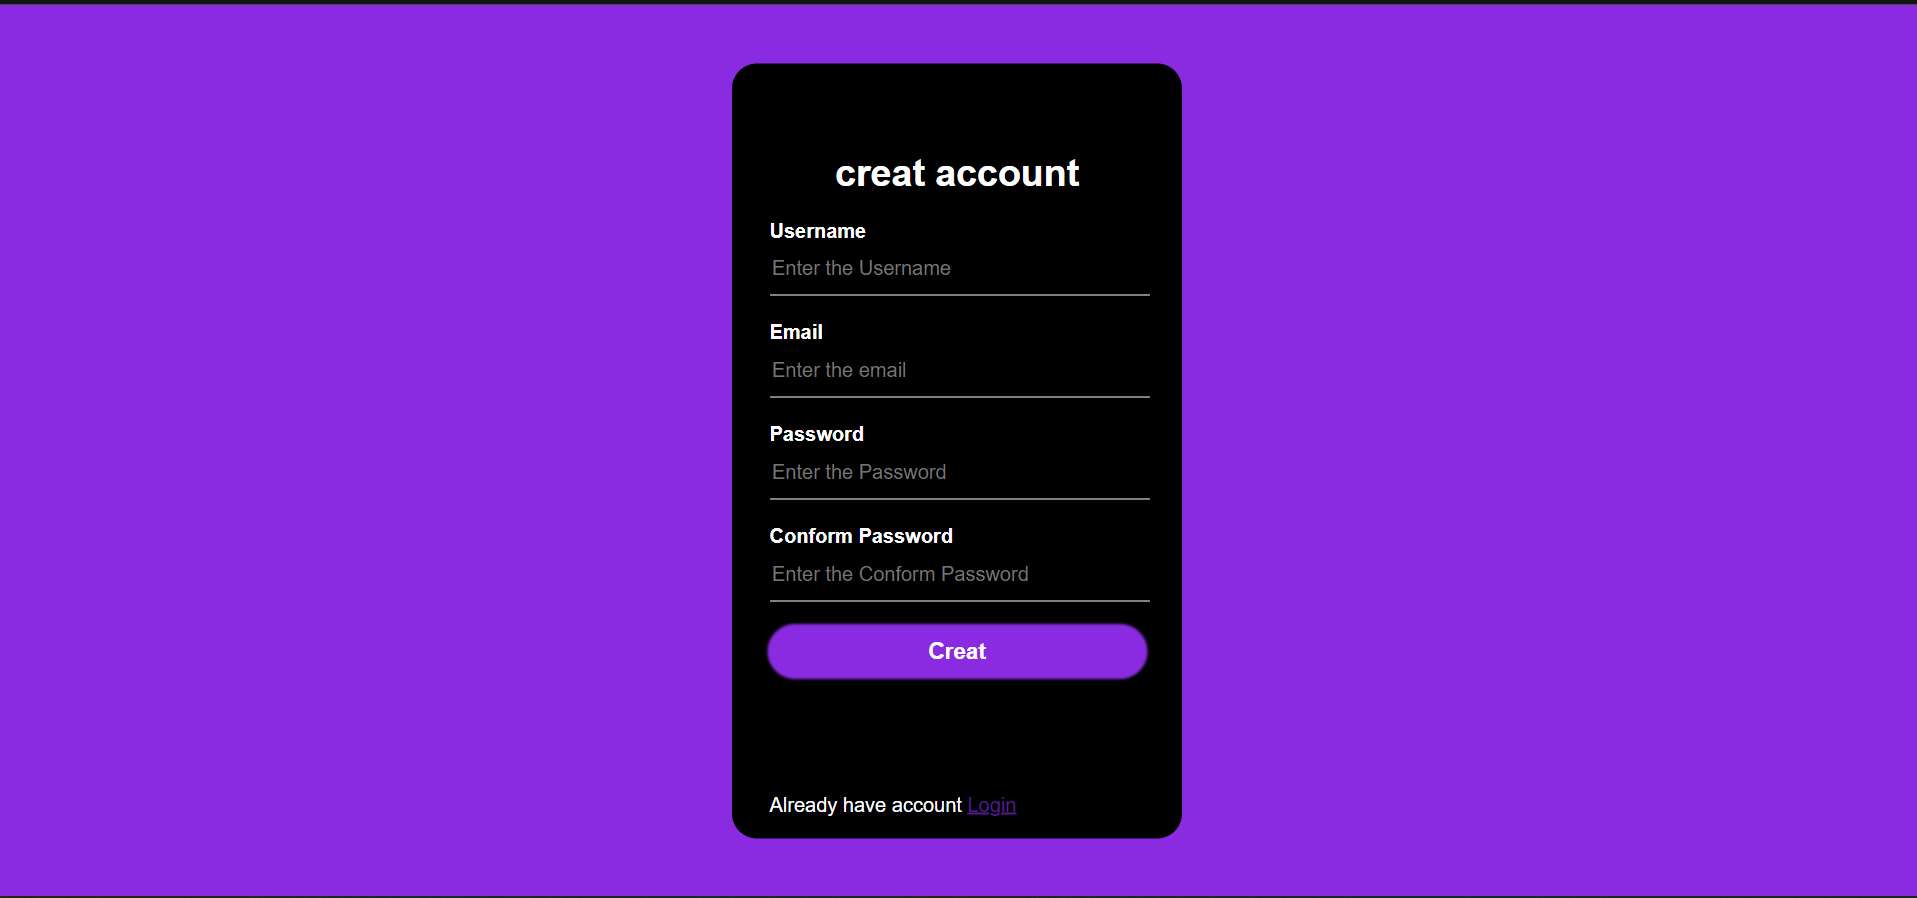 creat account
Username
Enter the Username
Email
Enter the email
Password
Enter the Password
Conform Password
Enter the Conform Password
Creat
Already have account Login